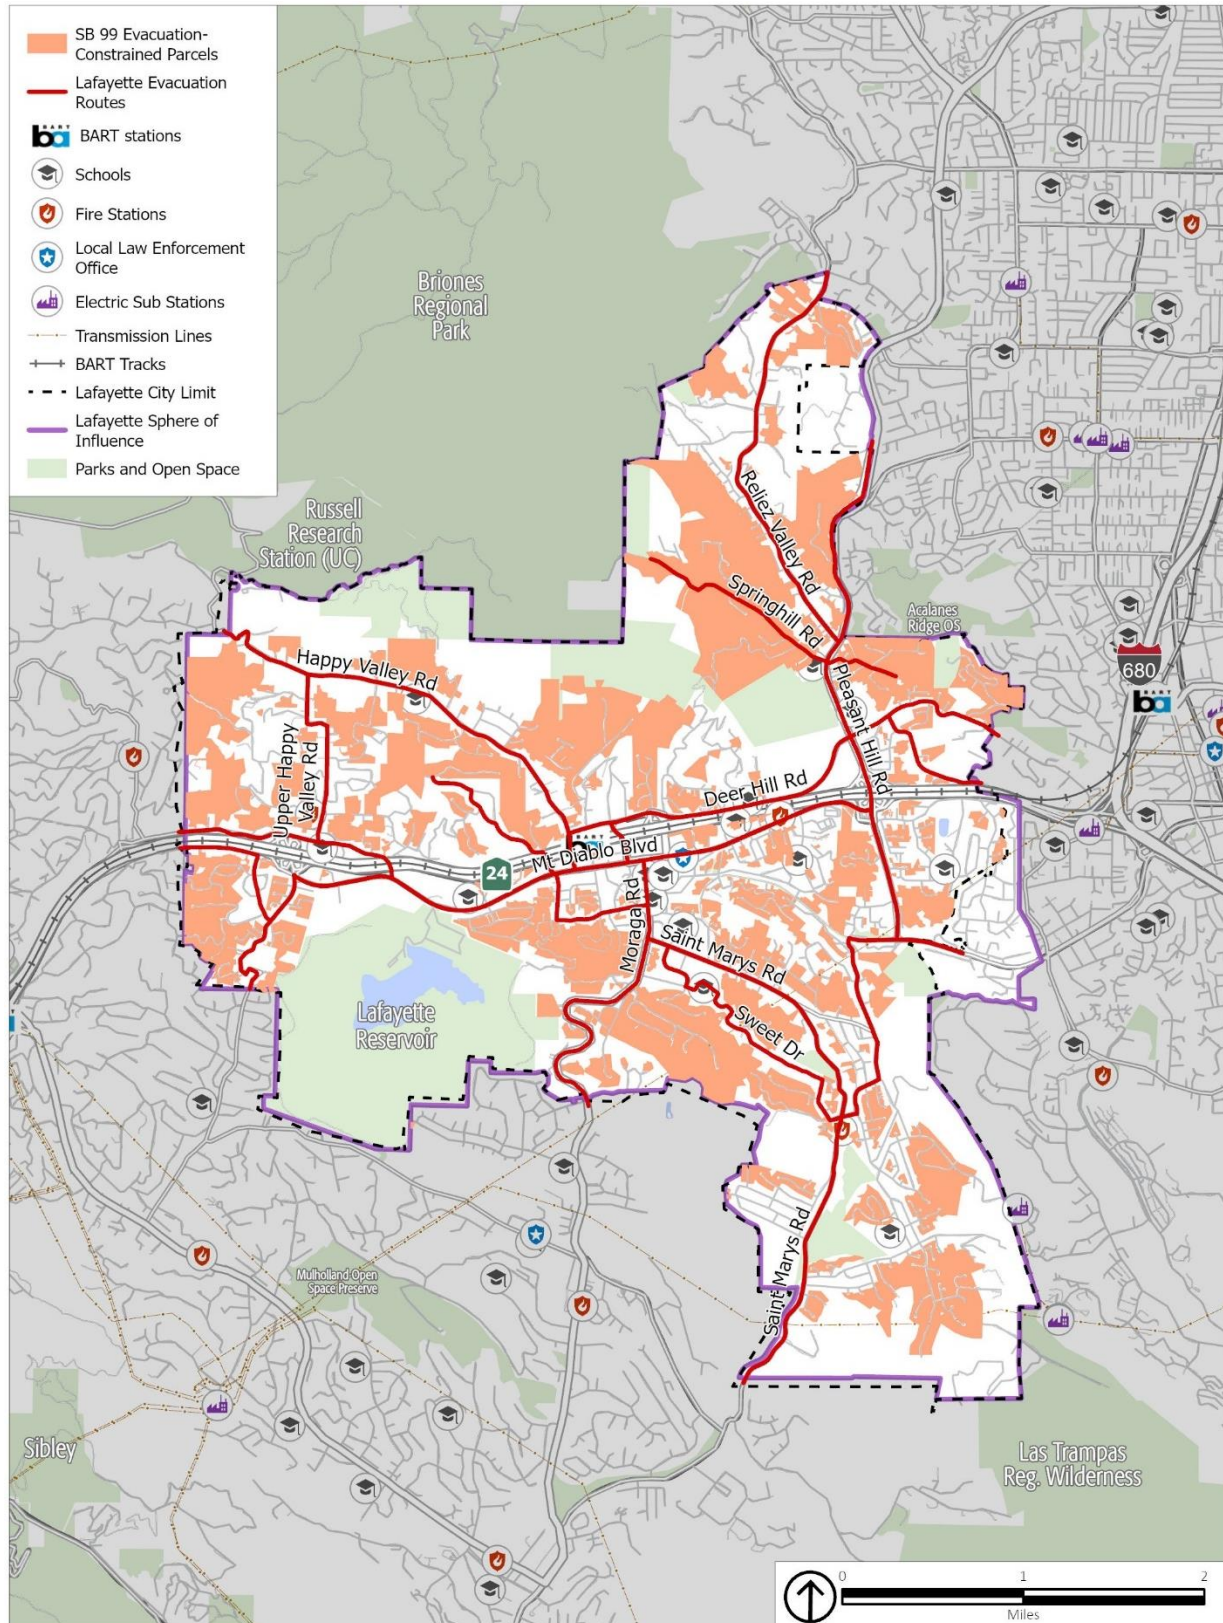 SB 99 Evacuation-
Constrained Parcels
Lafayette Evacuation
Routes
BART
ba
BART stations
Schools
Fire Stations
Local Law Enforcement
Office
Electric Sub Stations
Transmission Lines
BART Tracks
Lafayette City Limit
Lafayette Sphere of
Influence
Parks and Open Space
Briones
Regional
Park
Russell
Research
Station (UC)
Reliez Valley Rd
Springhill Rd
Acalanes
Ridge OS
680
BART
ba
Happy Valley Rd
Pleasant Hill Rd
Upper Happy
Valley Rd
Deer Hill Rd
Mt Diablo Blvd
24
Moraga Rd
Saint Marys Rd
Sweet Dr
Lafayette
Reservoir
Saint Marys Rd
Mulholland Open
Space Preserve
Sibley
Las Trampas
Reg. Wilderness
0 1 2
Miles